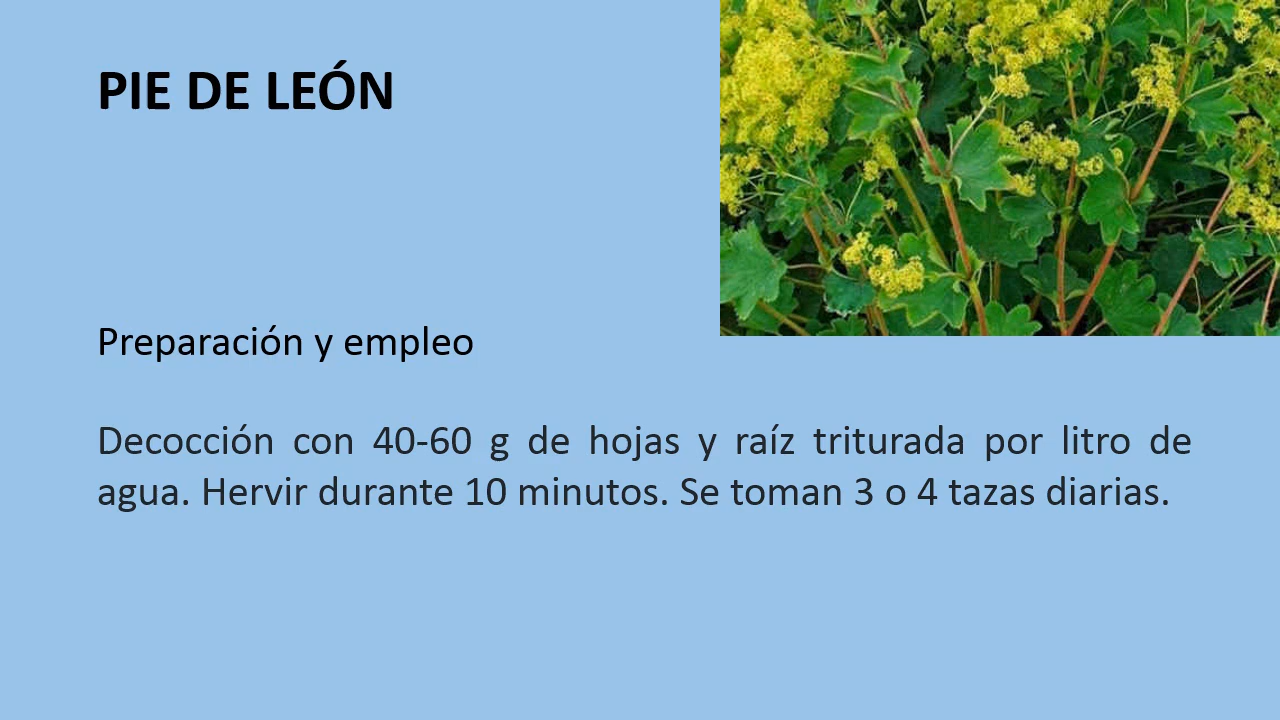 PIE DE LEÓN
Preparación y empleo
Decocción con 40-60 g de hojas y raíz triturada por litro de
agua. Hervir durante 10 minutos. Se toman 3 o 4 tazas diarias.